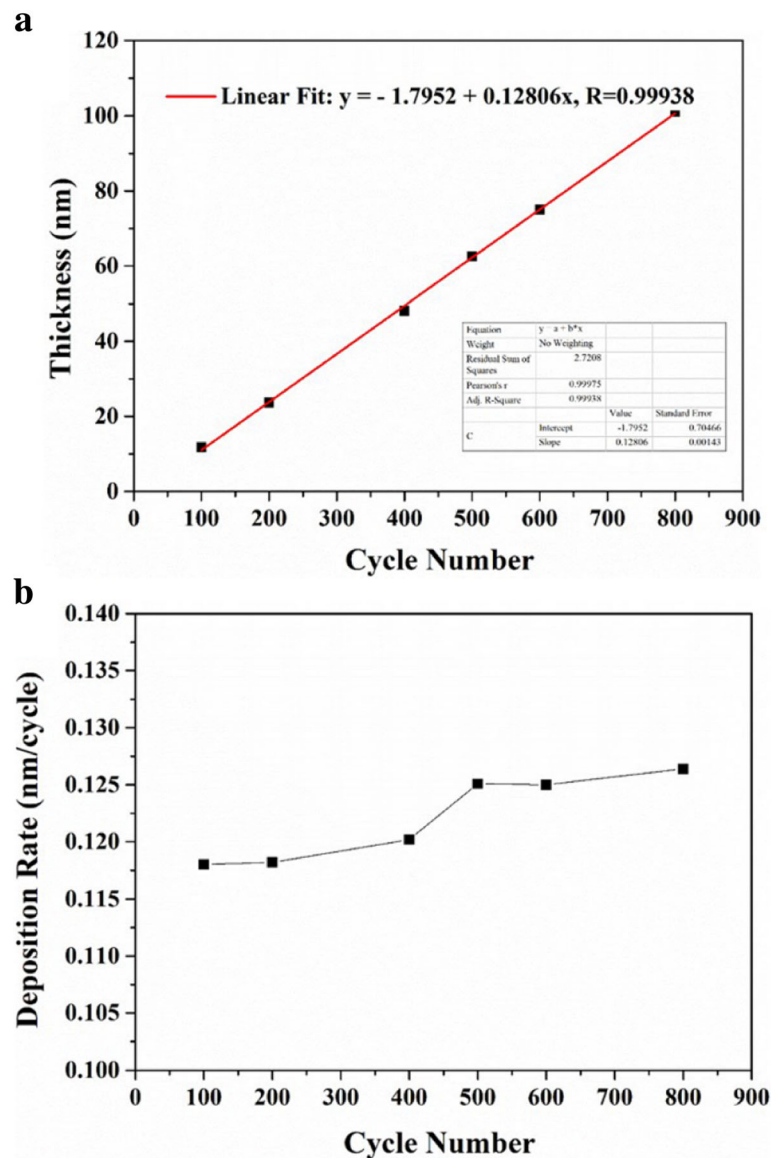 a
120
100
80
60
40
20
0
Linear Fit: y = - 1.7952 + 0.12806x, R=0.99938
Thickness (nm)
Equation y = a + b*x
Weight No Weighting
Residual Sum of Squares 2.7208
Pearson's r 0.99975
Adj. R-Square 0.99938
Value Standard Error
C Intercept -1.7952 0.70466
Slope 0.12806 0.00143
0 100 200 300 400 500 600 700 800 900
Cycle Number
b
0.140
0.135
0.130
0.125
0.120
0.115
0.110
0.105
0.100
Deposition Rate (nm/cycle)
0 100 200 300 400 500 600 700 800 900
Cycle Number